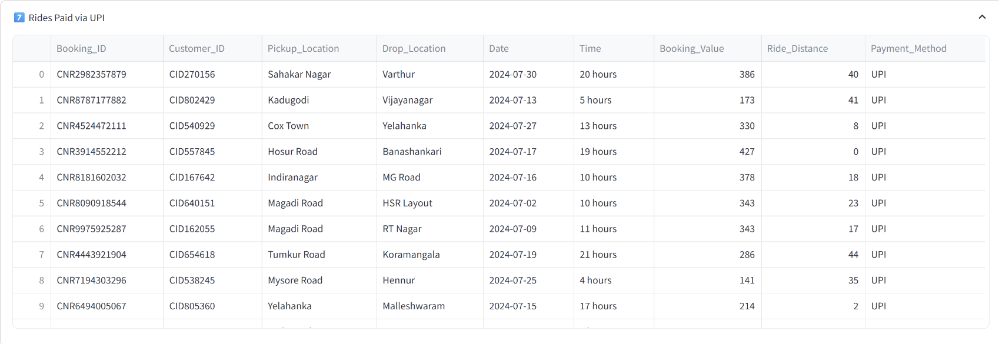 7 Rides Paid via UPI
Booking_ID Customer_ID Pickup_Location Drop_Location Date Time Booking_Value Ride_Distance Payment_Method
0 CNR2982357879 CID270156 Sahakar Nagar Varthur 2024-07-30 20 hours 386 40 UPI
1 CNR8787177882 CID802429 Kadugodi Vijayanagar 2024-07-13 5 hours 173 41 UPI
2 CNR4524472111 CID540929 Cox Town Yelahanka 2024-07-27 13 hours 330 8 UPI
3 CNR3914552212 CID557845 Hosur Road Banashankari 2024-07-17 19 hours 427 0 UPI
4 CNR8181602032 CID167642 Indiranagar MG Road 2024-07-16 10 hours 378 18 UPI
5 CNR8090918544 CID640151 Magadi Road HSR Layout 2024-07-02 10 hours 343 23 UPI
6 CNR9975925287 CID162055 Magadi Road RT Nagar 2024-07-09 11 hours 343 17 UPI
7 CNR4443921904 CID654618 Tumkur Road Koramangala 2024-07-19 21 hours 286 44 UPI
8 CNR7194303296 CID538245 Mysore Road Hennur 2024-07-25 4 hours 141 35 UPI
9 CNR6494005067 CID805360 Yelahanka Malleshwaram 2024-07-15 17 hours 214 2 UPI